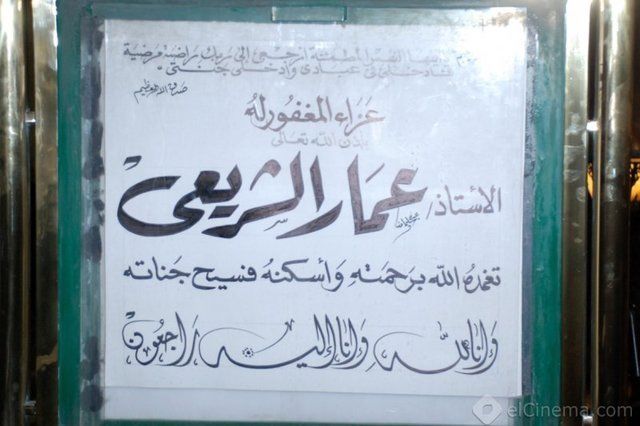 يا أيتها النفس المطمئنة ارجعي إلى ربك راضية مرضية
فادخلي في عبادي وادخلي جنتي
صدق الله العظيم
عزاء المغفور له
بإذن الله تعالى
الأستاذ/ عمار الشريعى
تغمده الله برحمته وأسكنه فسيح جناته
وإنا لله وإنا إليه راجعون
elCinema.com